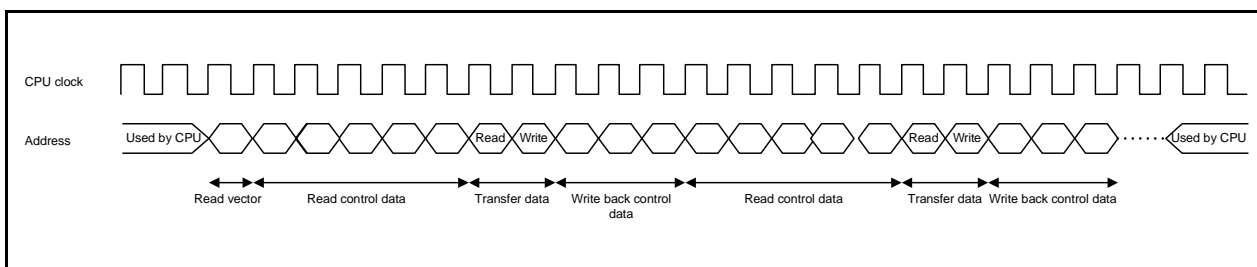 CPU clock
Address
Used by CPU
Read
Write
Read
Write
Used by CPU
Read vector
Read control data
Transfer data
Write back control
data
Read control data
Transfer data
Write back control data